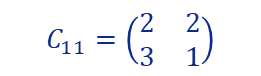 C₁₁ = (2 2
3 1)